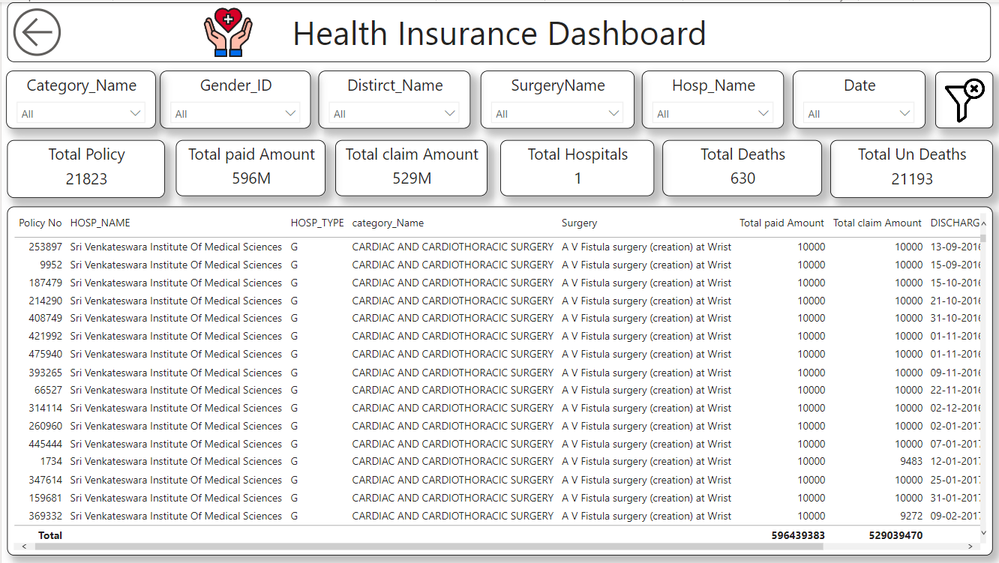 Health Insurance Dashboard
Category_Name Gender_ID Distirct_Name SurgeryName Hosp_Name Date
All All All All All All
Total Policy Total paid Amount Total claim Amount Total Hospitals Total Deaths Total Un Deaths
21823 596M 529M 1 630 21193
Policy No HOSP_NAME HOSP_TYPE category_Name Surgery Total paid Amount Total claim Amount DISCHARG
253897 Sri Venkateswara Institute Of Medical Sciences G CARDIAC AND CARDIOTHORACIC SURGERY A V Fistula surgery (creation) at Wrist 10000 10000 13-09-2016
9952 Sri Venkateswara Institute Of Medical Sciences G CARDIAC AND CARDIOTHORACIC SURGERY A V Fistula surgery (creation) at Wrist 10000 10000 15-09-2016
187479 Sri Venkateswara Institute Of Medical Sciences G CARDIAC AND CARDIOTHORACIC SURGERY A V Fistula surgery (creation) at Wrist 10000 10000 15-10-2016
214290 Sri Venkateswara Institute Of Medical Sciences G CARDIAC AND CARDIOTHORACIC SURGERY A V Fistula surgery (creation) at Wrist 10000 10000 21-10-2016
408749 Sri Venkateswara Institute Of Medical Sciences G CARDIAC AND CARDIOTHORACIC SURGERY A V Fistula surgery (creation) at Wrist 10000 10000 31-10-2016
421992 Sri Venkateswara Institute Of Medical Sciences G CARDIAC AND CARDIOTHORACIC SURGERY A V Fistula surgery (creation) at Wrist 10000 10000 01-11-2016
475940 Sri Venkateswara Institute Of Medical Sciences G CARDIAC AND CARDIOTHORACIC SURGERY A V Fistula surgery (creation) at Wrist 10000 10000 01-11-2016
393265 Sri Venkateswara Institute Of Medical Sciences G CARDIAC AND CARDIOTHORACIC SURGERY A V Fistula surgery (creation) at Wrist 10000 10000 09-11-2016
66527 Sri Venkateswara Institute Of Medical Sciences G CARDIAC AND CARDIOTHORACIC SURGERY A V Fistula surgery (creation) at Wrist 10000 10000 22-11-2016
314114 Sri Venkateswara Institute Of Medical Sciences G CARDIAC AND CARDIOTHORACIC SURGERY A V Fistula surgery (creation) at Wrist 10000 10000 02-12-2016
260960 Sri Venkateswara Institute Of Medical Sciences G CARDIAC AND CARDIOTHORACIC SURGERY A V Fistula surgery (creation) at Wrist 10000 10000 02-01-2017
445444 Sri Venkateswara Institute Of Medical Sciences G CARDIAC AND CARDIOTHORACIC SURGERY A V Fistula surgery (creation) at Wrist 10000 10000 07-01-2017
1734 Sri Venkateswara Institute Of Medical Sciences G CARDIAC AND CARDIOTHORACIC SURGERY A V Fistula surgery (creation) at Wrist 10000 9483 12-01-2017
347614 Sri Venkateswara Institute Of Medical Sciences G CARDIAC AND CARDIOTHORACIC SURGERY A V Fistula surgery (creation) at Wrist 10000 10000 25-01-2017
159681 Sri Venkateswara Institute Of Medical Sciences G CARDIAC AND CARDIOTHORACIC SURGERY A V Fistula surgery (creation) at Wrist 10000 10000 31-01-2017
369332 Sri Venkateswara Institute Of Medical Sciences G CARDIAC AND CARDIOTHORACIC SURGERY A V Fistula surgery (creation) at Wrist 10000 9272 09-02-2017
Total 596439383 529039470